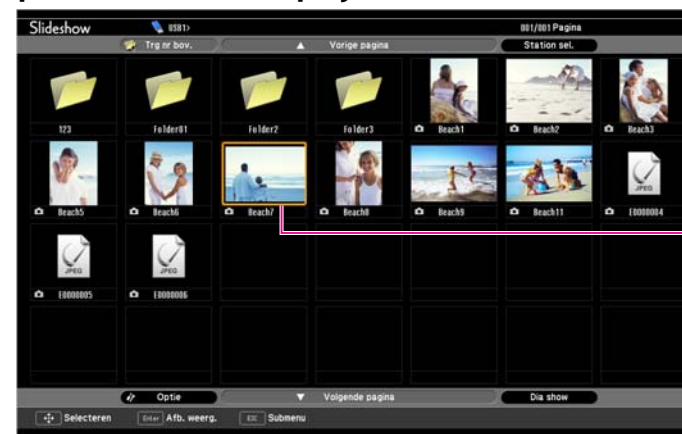 Slideshow USB1> 001/001 Pagina
Trg nr bov. ▲ Vorige pagina Station sel.
123 Folder01 Folder2 Folder3 Beach1 Beach2 Beach3
JPEG
Beach5 Beach6 Beach7 Beach8 Beach9 Beach11 E0000004
JPEG JPEG
E0000005 E0000006
Optie ▼ Volgende pagina Dia show
Selecteren Enter Afb. weerg. ESC Submenu